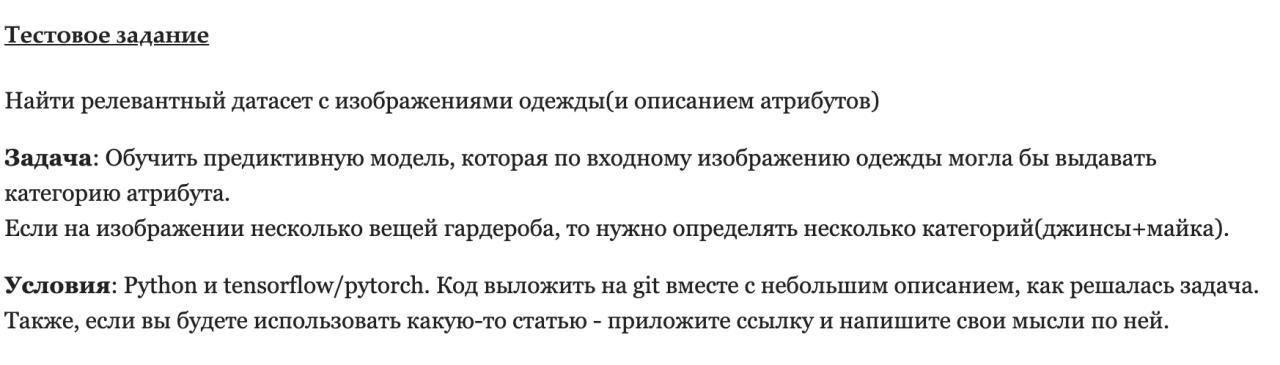 Тестовое задание
Найти релевантный датасет с изображениями одежды(и описанием атрибутов)
Задача: Обучить предиктивную модель, которая по входному изображению одежды могла бы выдавать
категорию атрибута.
Если на изображении несколько вещей гардероба, то нужно определять несколько категорий(джинсы+майка).
Условия: Python и tensorflow/pytorch. Код выложить на git вместе с небольшим описанием, как решалась задача.
Также, если вы будете использовать какую-то статью - приложите ссылку и напишите свои мысли по ней.